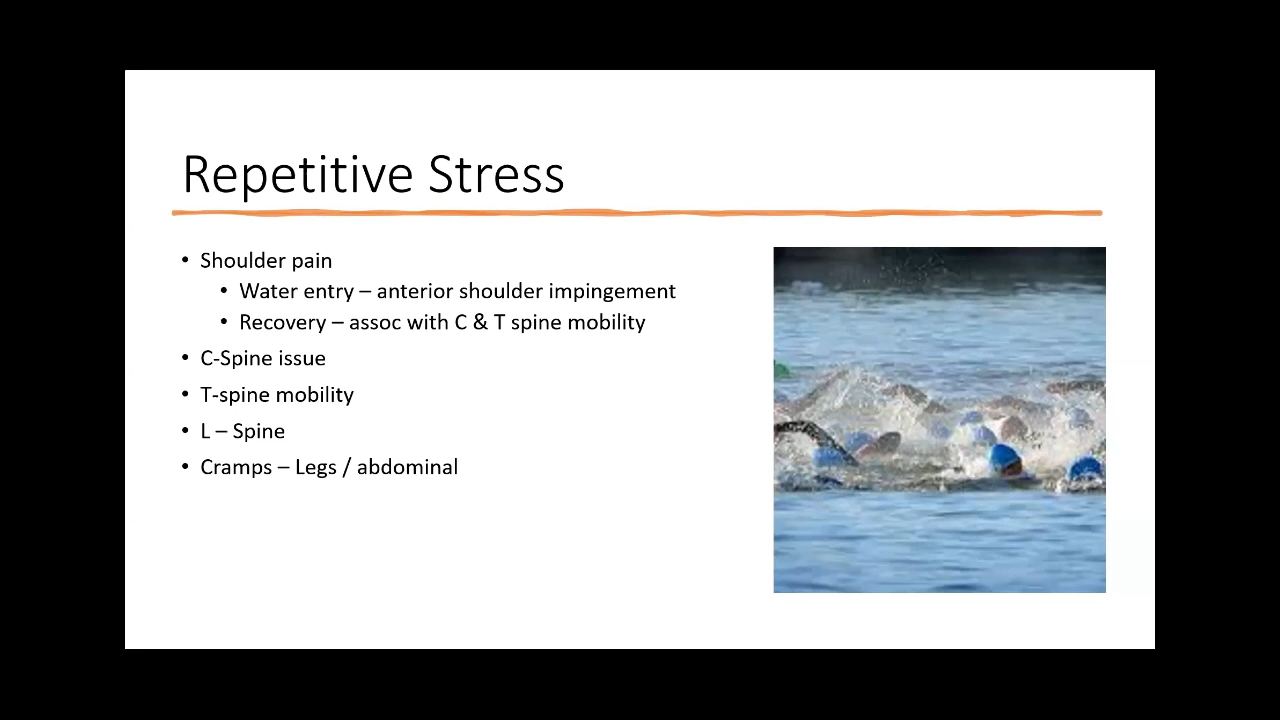 Repetitive Stress
• Shoulder pain
• Water entry – anterior shoulder impingement
• Recovery – assoc with C & T spine mobility
• C-Spine issue
• T-spine mobility
• L – Spine
• Cramps – Legs / abdominal